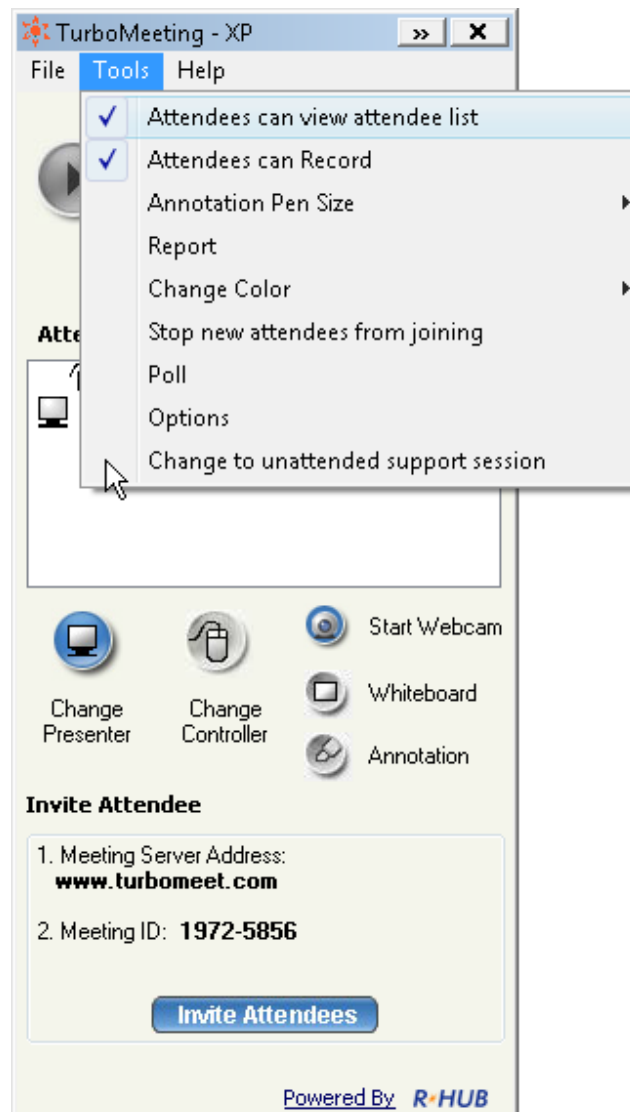 TurboMeeting - XP
File Tools Help
Attendees can view attendee list
Attendees can Record
Annotation Pen Size
Report
Change Color
Atte
Stop new attendees from joining
Poll
Options
Change to unattended support session
Start Webcam
Whiteboard
Annotation
Change
Presenter
Change
Controller
Invite Attendee
1. Meeting Server Address:
www.turbomeet.com
2. Meeting ID: 1972-5856
Invite Attendees
Powered By R-HUB